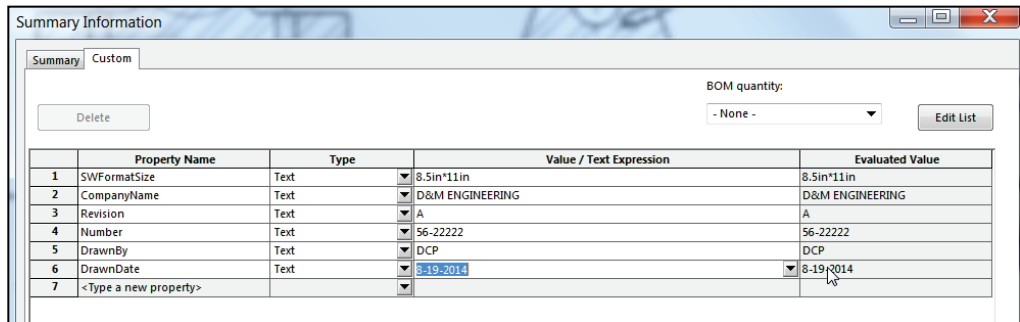 Summary Information
Summary Custom
BOM quantity:
Delete - None - Edit List
Property Name Type Value / Text Expression Evaluated Value
1 SWFormatSize Text 8.5in*11in 8.5in*11in
2 CompanyName Text D&M ENGINEERING D&M ENGINEERING
3 Revision Text A A
4 Number Text 56-22222 56-22222
5 DrawnBy Text DCP DCP
6 DrawnDate Text 8-19-2014 8-19-2014
7 <Type a new property>